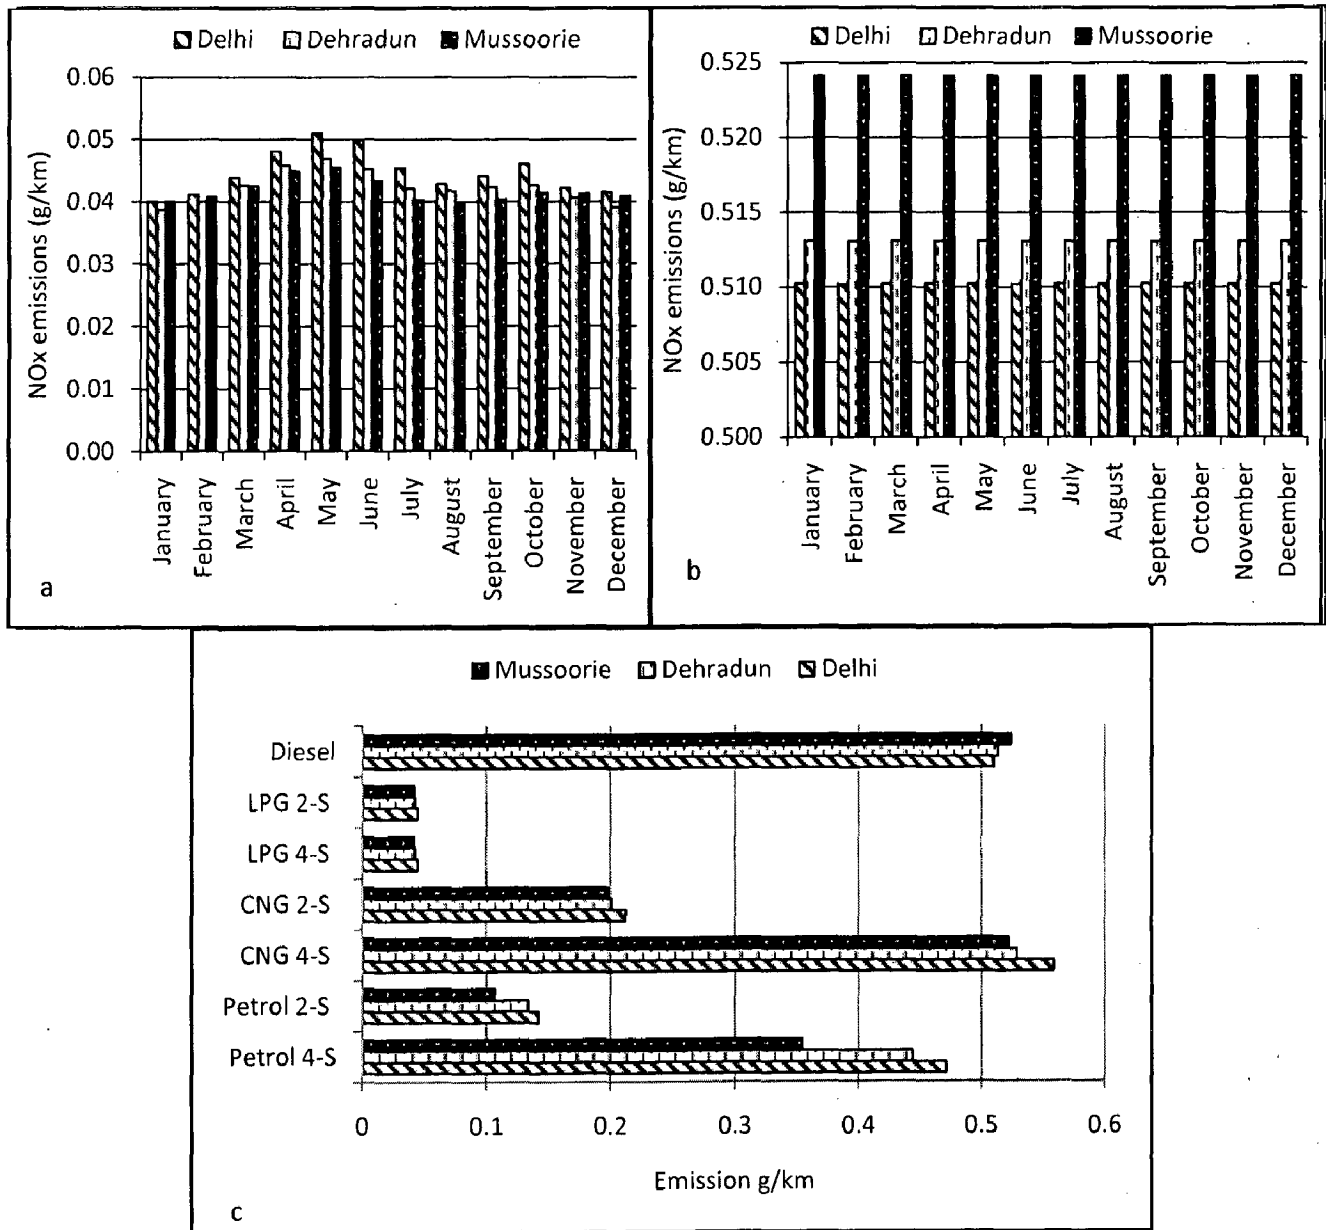 Delhi Dehradun Mussoorie
0.06
0.05
0.04
0.03
0.02
0.01
0.00
NOx emissions (g/km)
January
February
March
April
May
June
July
August
September
October
November
December
a
Delhi Dehradun Mussoorie
0.525
0.520
0.515
0.510
0.505
0.500
NOx emissions (g/km)
January
February
March
April
May
June
July
August
September
October
November
December
b
Mussoorie Dehradun Delhi
Diesel
LPG 2-S
LPG 4-S
CNG 2-S
CNG 4-S
Petrol 2-S
Petrol 4-S
0 0.1 0.2 0.3 0.4 0.5 0.6
Emission g/km
c